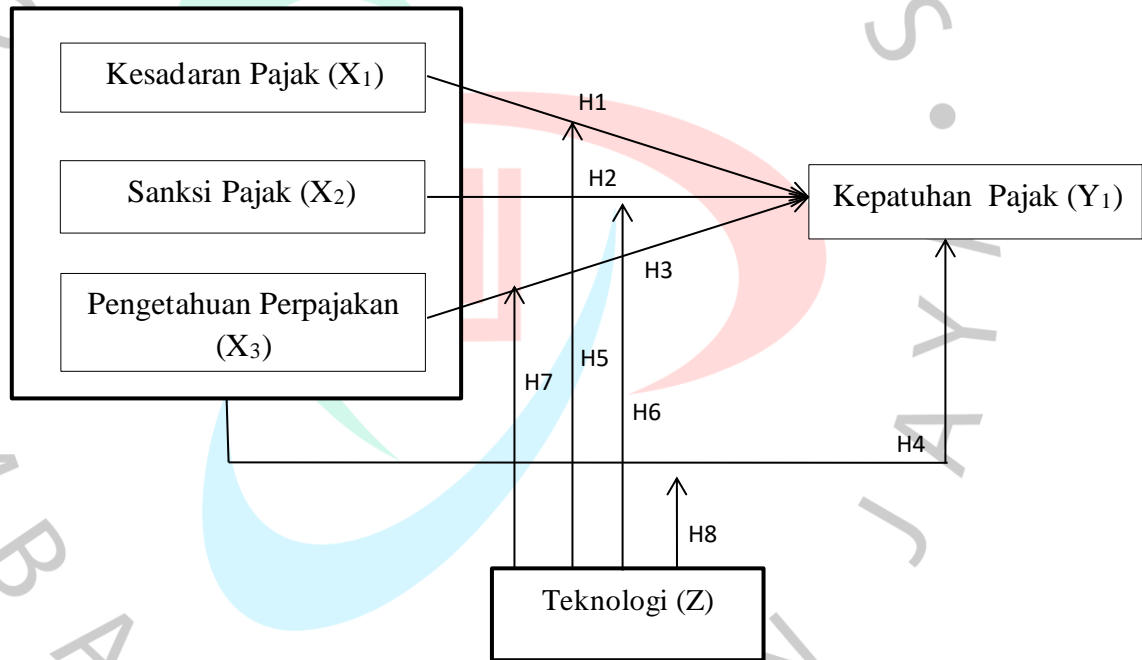 Kesadaran Pajak (X1)
H1
Sanksi Pajak (X2)
H2
Kepatuhan Pajak (Y1)
H3
Pengetahuan Perpajakan
(X3)
H7
H5
H6
H4
H8
Teknologi (Z)
S .
J A Y
B A